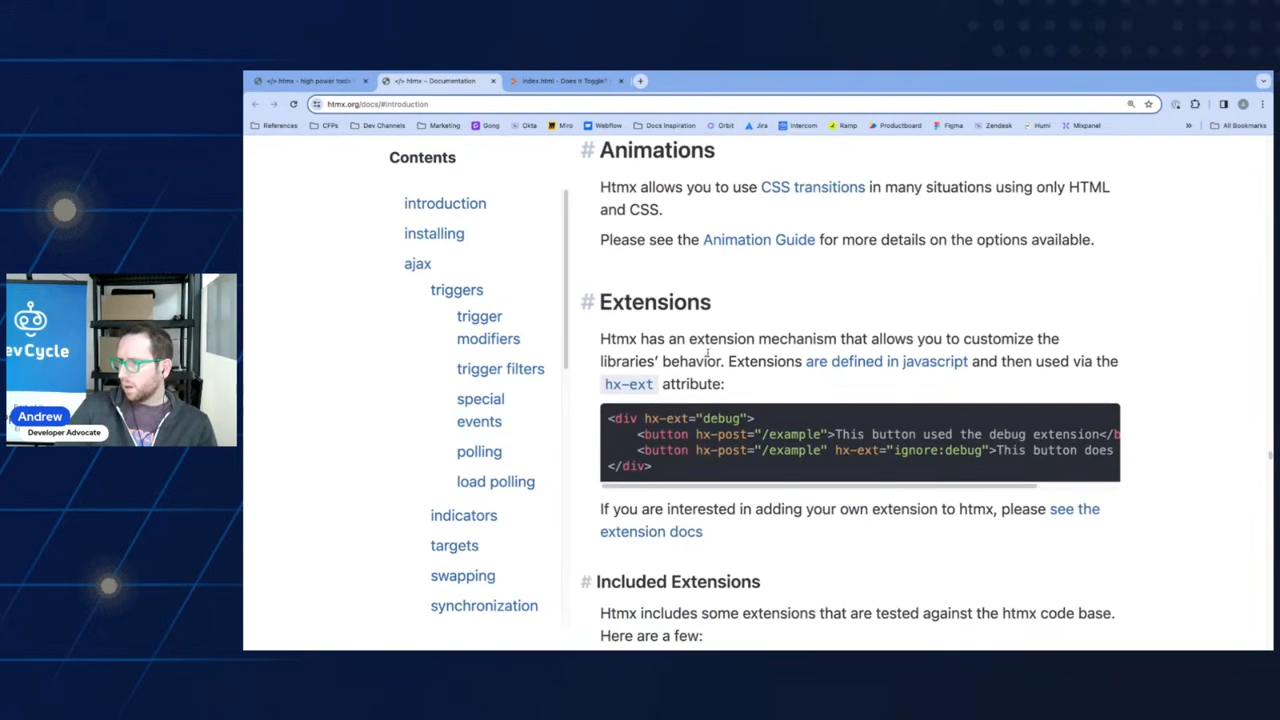 </> htmx - high power tools
</> htmx ~ Documentation
index.html - Does It Toggle?
htmx.org/docs/#introduction
References
CFPs
Dev Channels
Marketing
Gong
Okta
Miro
Webflow
Docs Inspiration
Orbit
Jira
Intercom
Ramp
Productboard
Figma
Zendesk
Humi
Mixpanel
»
All Bookmarks
Contents
introduction
installing
ajax
triggers
trigger
modifiers
trigger filters
special
events
polling
load polling
indicators
targets
swapping
synchronization
# Animations
Htmx allows you to use CSS transitions in many situations using only HTML
and CSS.
Please see the Animation Guide for more details on the options available.
# Extensions
Htmx has an extension mechanism that allows you to customize the
libraries’ behavior. Extensions are defined in javascript and then used via the
hx-ext attribute:
<div hx-ext="debug">
<button hx-post="/example">This button used the debug extension</b
<button hx-post="/example" hx-ext="ignore:debug">This button does
</div>
If you are interested in adding your own extension to htmx, please see the
extension docs
# Included Extensions
Htmx includes some extensions that are tested against the htmx code base.
Here are a few:
evCycle
Andrew
Developer Advocate